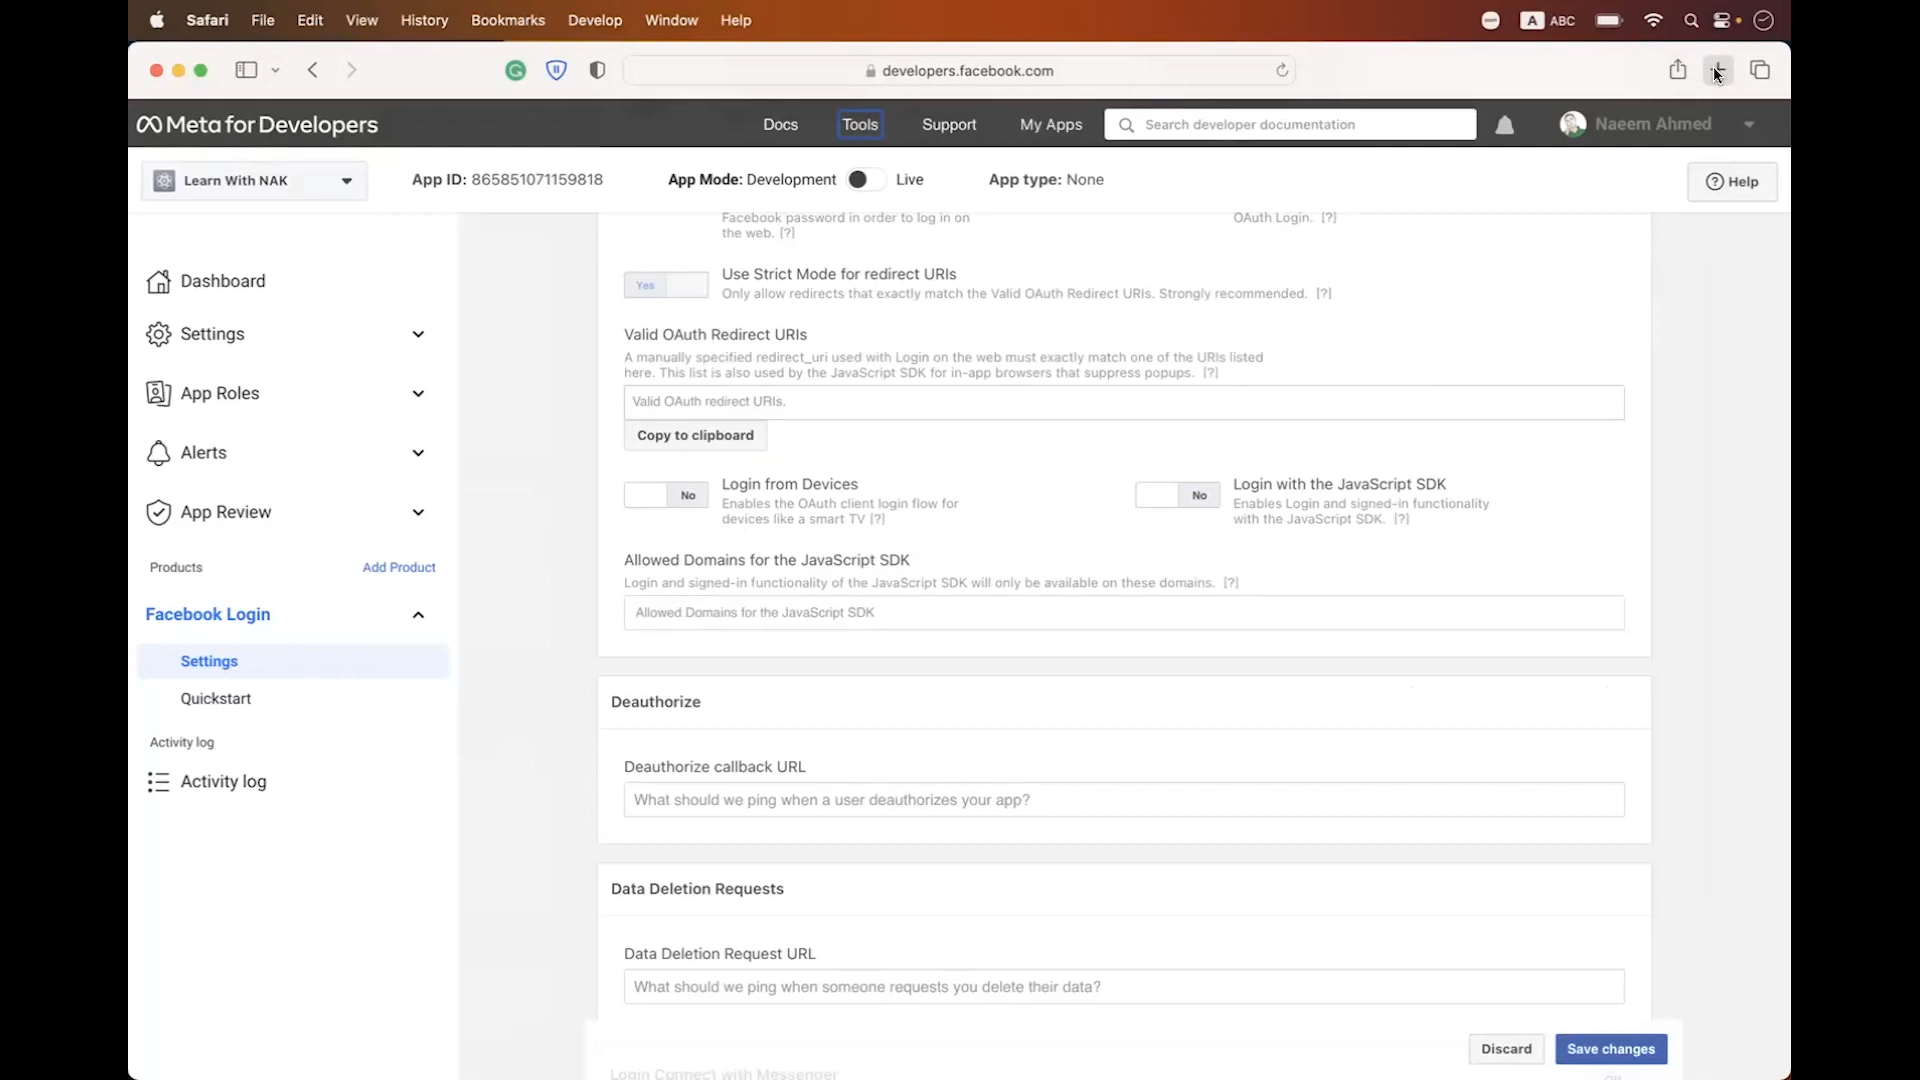 Safari File Edit View History Bookmarks Develop Window Help
A ABC
developers.facebook.com
Meta for Developers
Docs Tools Support My Apps
Search developer documentation
Naeem Ahmed
Learn With NAK
App ID: 865851071159818
App Mode: Development Live
App type: None
Help
Dashboard
Settings
App Roles
Alerts
App Review
Products Add Product
Facebook Login
Settings
Quickstart
Activity log
Activity log
Facebook password in order to log in on
the web. [?]
OAuth Login. [?]
Yes
Use Strict Mode for redirect URIs
Only allow redirects that exactly match the Valid OAuth Redirect URIs. Strongly recommended. [?]
Valid OAuth Redirect URIs
A manually specified redirect_uri used with Login on the web must exactly match one of the URIs listed
here. This list is also used by the JavaScript SDK for in-app browsers that suppress popups. [?]
Valid OAuth redirect URIs.
Copy to clipboard
No
Login from Devices
Enables the OAuth client login flow for
devices like a smart TV [?]
No
Login with the JavaScript SDK
Enables Login and signed-in functionality
with the JavaScript SDK. [?]
Allowed Domains for the JavaScript SDK
Login and signed-in functionality of the JavaScript SDK will only be available on these domains. [?]
Allowed Domains for the JavaScript SDK
Deauthorize
Deauthorize callback URL
What should we ping when a user deauthorizes your app?
Data Deletion Requests
Data Deletion Request URL
What should we ping when someone requests you delete their data?
Discard
Save changes
Login Connect with Messenger